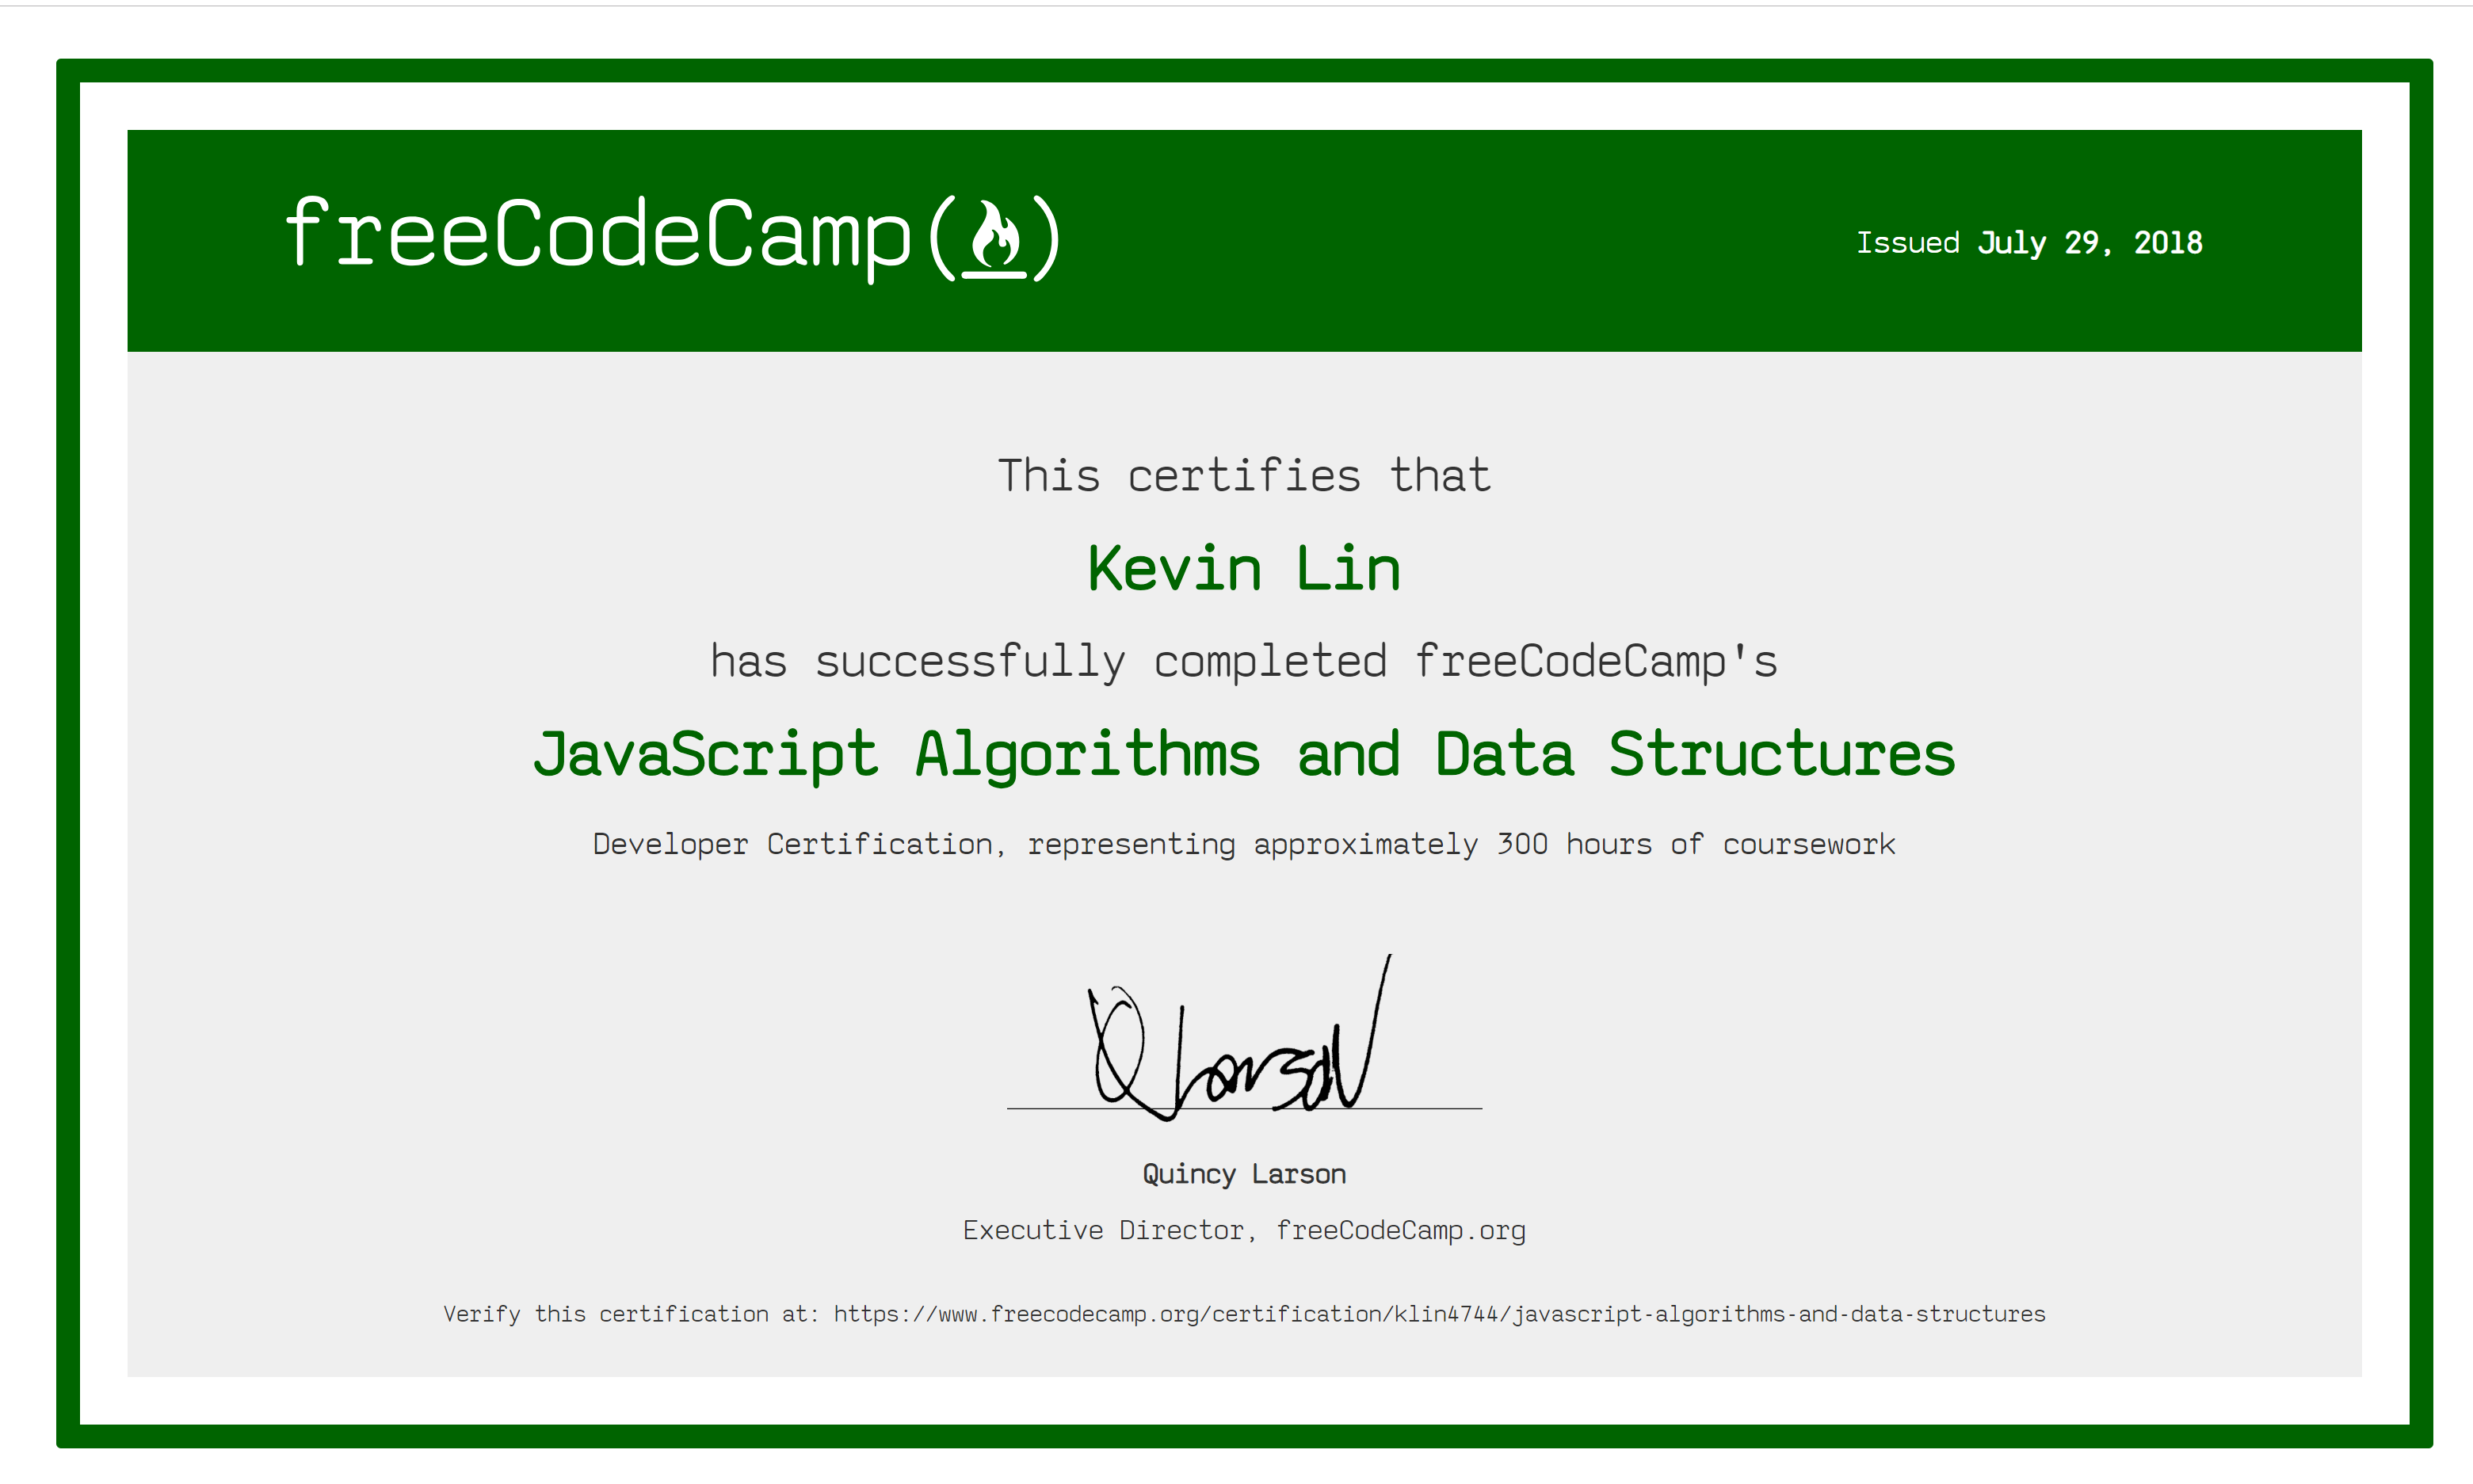 freeCodeCamp(🔥)
Issued July 29, 2018
This certifies that
Kevin Lin
has successfully completed freeCodeCamp's
JavaScript Algorithms and Data Structures
Developer Certification, representing approximately 300 hours of coursework
Q Larson
Quincy Larson
Executive Director, freeCodeCamp.org
Verify this certification at: https://www.freecodecamp.org/certification/klin4744/javascript-algorithms-and-data-structures